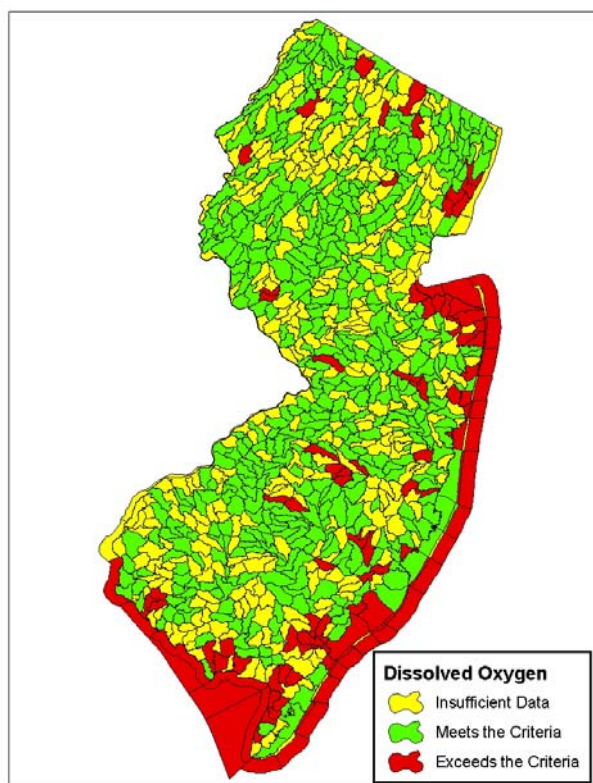 Dissolved Oxygen
Insufficient Data
Meets the Criteria
Exceeds the Criteria